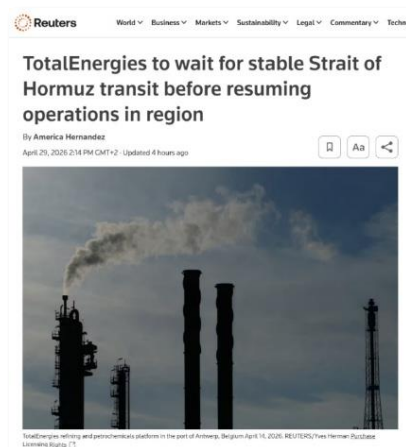 Reuters
World Business Markets Sustainability Legal Commentary Techn
TotalEnergies to wait for stable Strait of
Hormuz transit before resuming
operations in region
By America Hernandez
April 29, 2026 2:14 PM GMT+2 · Updated 4 hours ago
Aa
TotalEnergies refining and petrochemicals platform in the port of Antwerp, Belgium April 14, 2026. REUTERS/Yves Herman Purchase
Licensing Rights